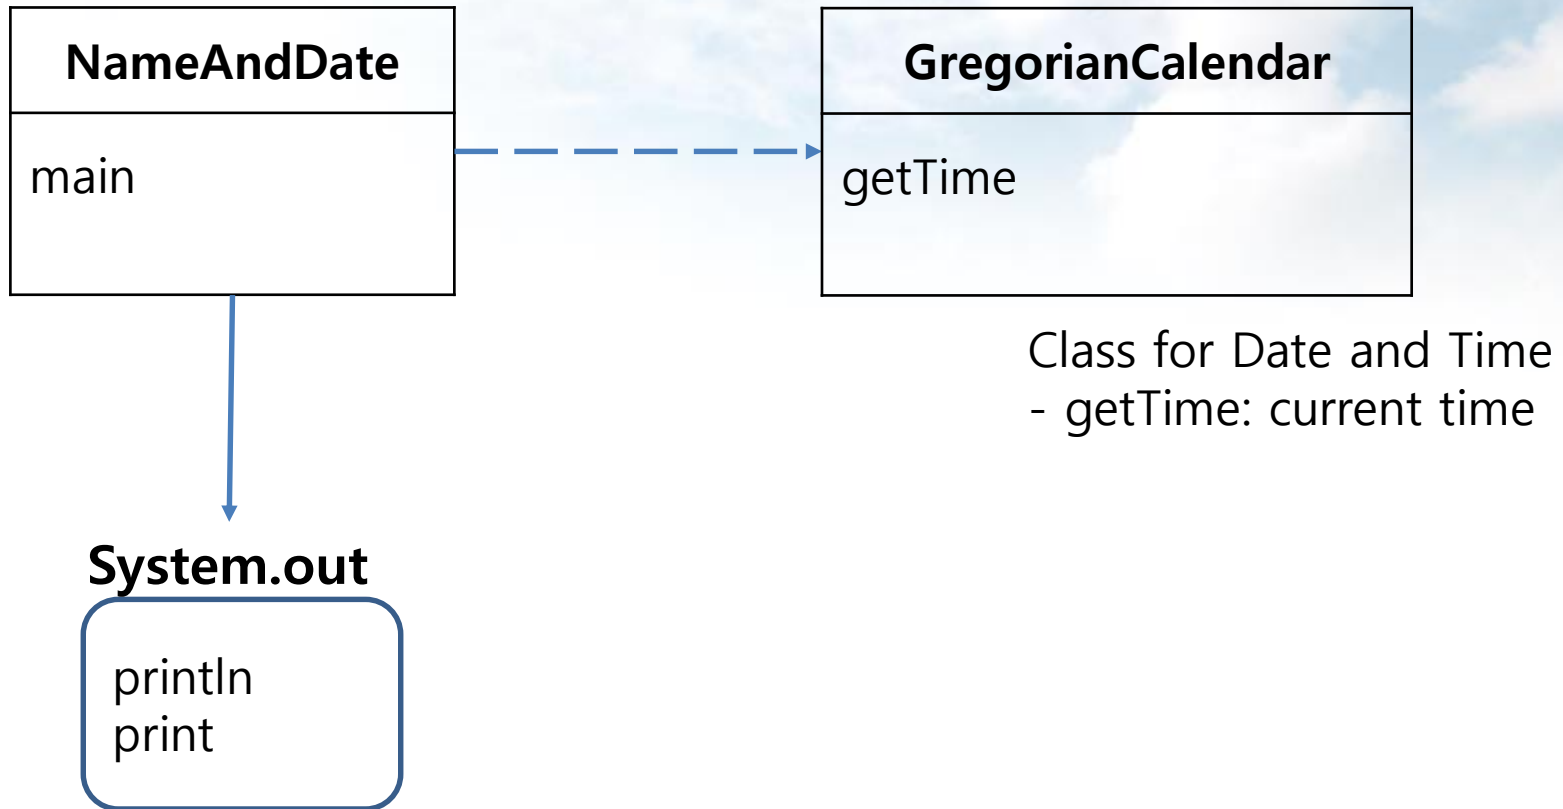 NameAndDate
main
GregorianCalendar
getTime
Class for Date and Time
- getTime: current time
System.out
println
print